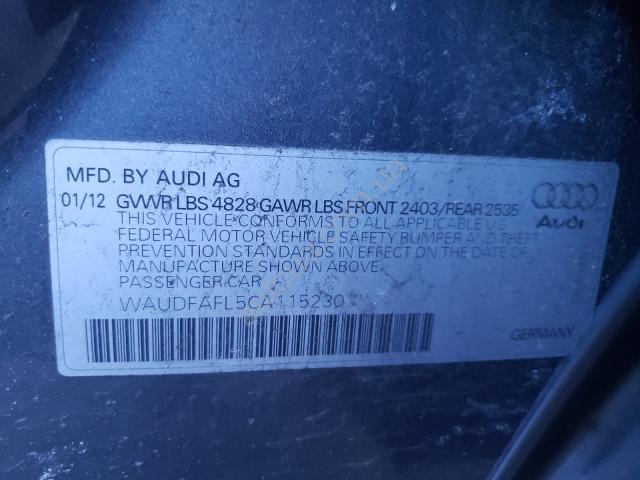 MFD. BY AUDI AG
01/12 GVWR LBS 4828 GAWR LBS FRONT 2403/REAR 2535
THIS VEHICLE CONFORMS TO ALL APPLICABLE U.S.
FEDERAL MOTOR VEHICLE SAFETY BUMPER AND THEFT
PREVENTION STANDARDS IN EFFECT ON THE DATE OF
MANUFACTURE SHOWN ABOVE.
PASSENGER CAR
WAUDFAFL5CA115230
Audi
GERMANY